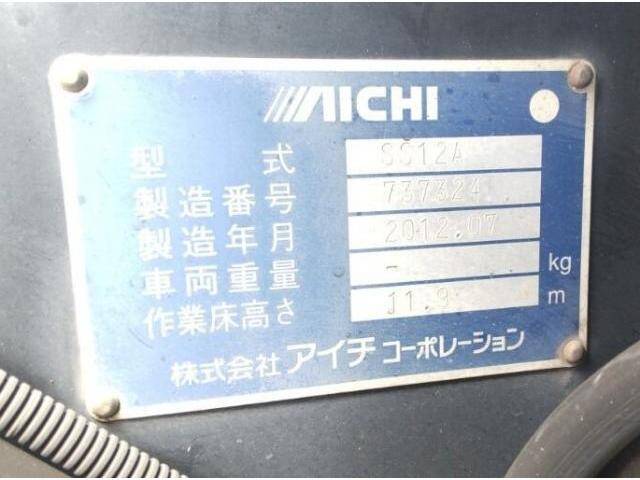 AICHI
型式 SS12A
製造番号 737324
製造年月 2012.07
車両重量 - kg
作業床高さ 11.9 m
株式会社 アイチ コーポレーション